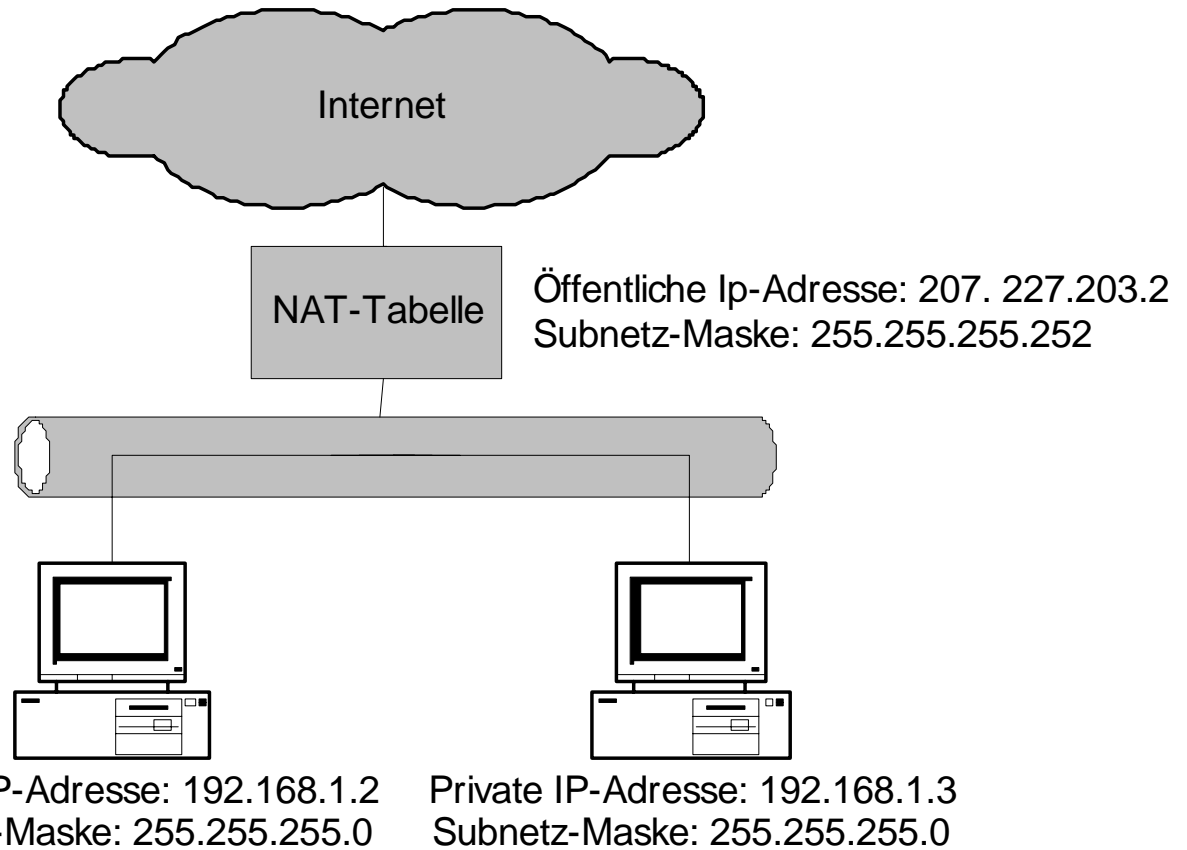 Internet
NAT-Tabelle
Öffentliche Ip-Adresse: 207. 227.203.2
Subnetz-Maske: 255.255.255.252
P-Adresse: 192.168.1.2
-Maske: 255.255.255.0
Private IP-Adresse: 192.168.1.3
Subnetz-Maske: 255.255.255.0